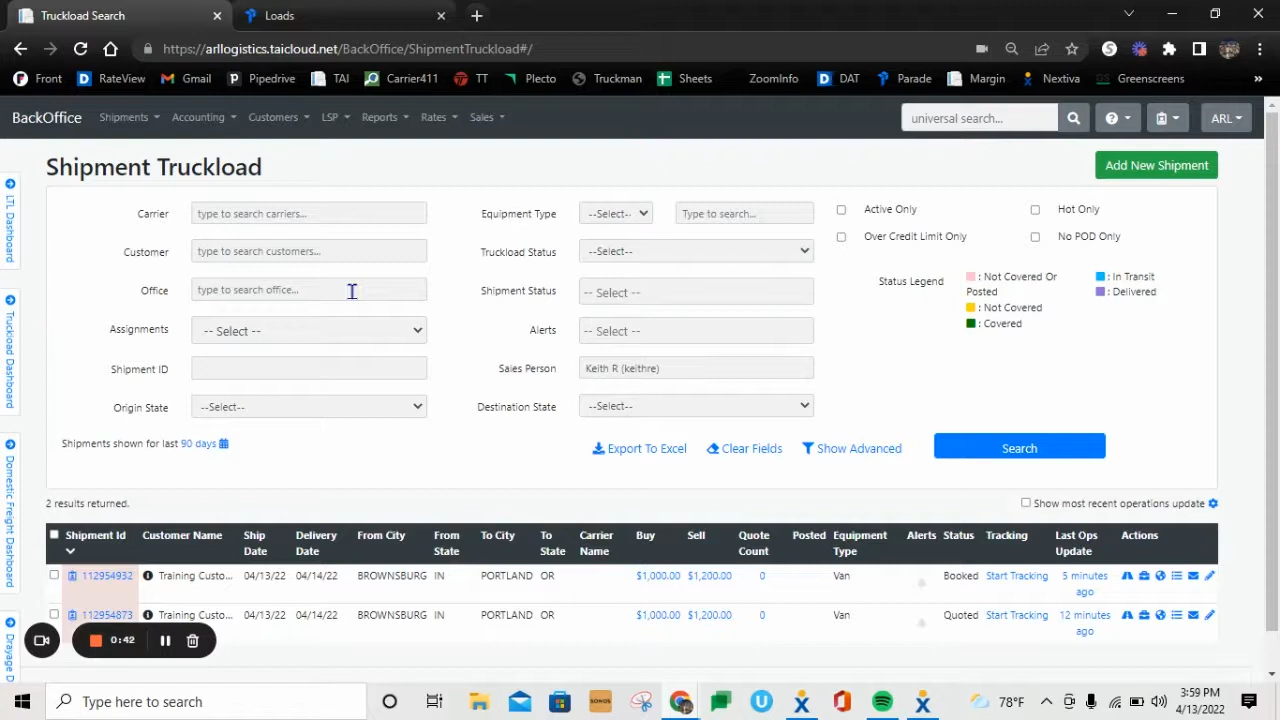 Truckload Search
Loads
https://arllogistics.taicloud.net/BackOffice/ShipmentTruckload#/
Front RateView Gmail Pipedrive TAI Carrier411 TT Plecto Truckman Sheets ZoomInfo DAT Parade Margin Nextiva Greenscreens »
BackOffice Shipments Accounting Customers LSP Reports Rates Sales universal search... ARL
Shipment Truckload
Add New Shipment
LTL Dashboard
Truckload Dashboard
Domestic Freight Dashboard
Drayage D
Carrier type to search carriers... Equipment Type --Select-- Type to search... Active Only Hot Only
Customer type to search customers... Truckload Status --Select-- Over Credit Limit Only No POD Only
Office type to search office... Shipment Status -- Select --
Status Legend : Not Covered Or Posted : In Transit
: Delivered
: Not Covered
: Covered
Assignments -- Select -- Alerts -- Select --
Shipment ID Sales Person Keith R (keithre)
Origin State --Select-- Destination State --Select--
Shipments shown for last 90 days
Export To Excel Clear Fields Show Advanced Search
2 results returned. Show most recent operations update
Shipment Id Customer Name Ship Date Delivery Date From City From State To City To State Carrier Name Buy Sell Quote Count Posted Equipment Type Alerts Status Tracking Last Ops Update Actions
112954932 Training Custo... 04/13/22 04/14/22 BROWNSBURG IN PORTLAND OR $1,000.00 $1,200.00 0 Van Booked Start Tracking 5 minutes ago
112954873 Training Custo... 04/13/22 04/14/22 BROWNSBURG IN PORTLAND OR $1,000.00 $1,200.00 0 Van Quoted Start Tracking 12 minutes ago
0:42
Type here to search
SONOS
78°F
3:59 PM
4/13/2022